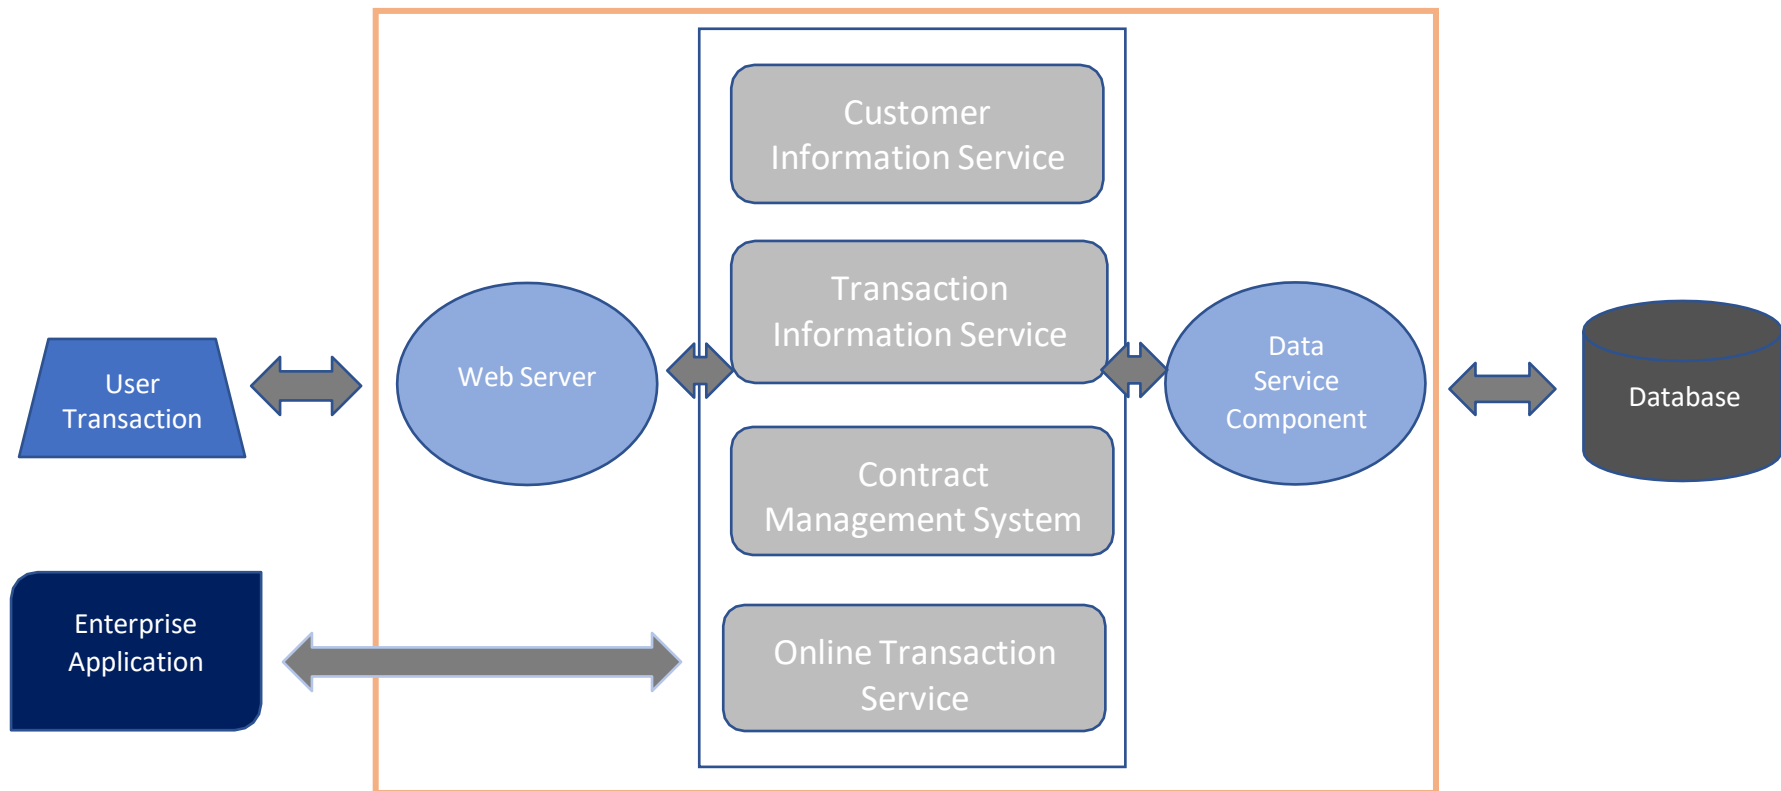 Customer
Information Service
Transaction
Information Service
Data
Service
Component
Web Server
User
Transaction
Database
Contract
Management System
Enterprise
Application
Online Transaction
Service